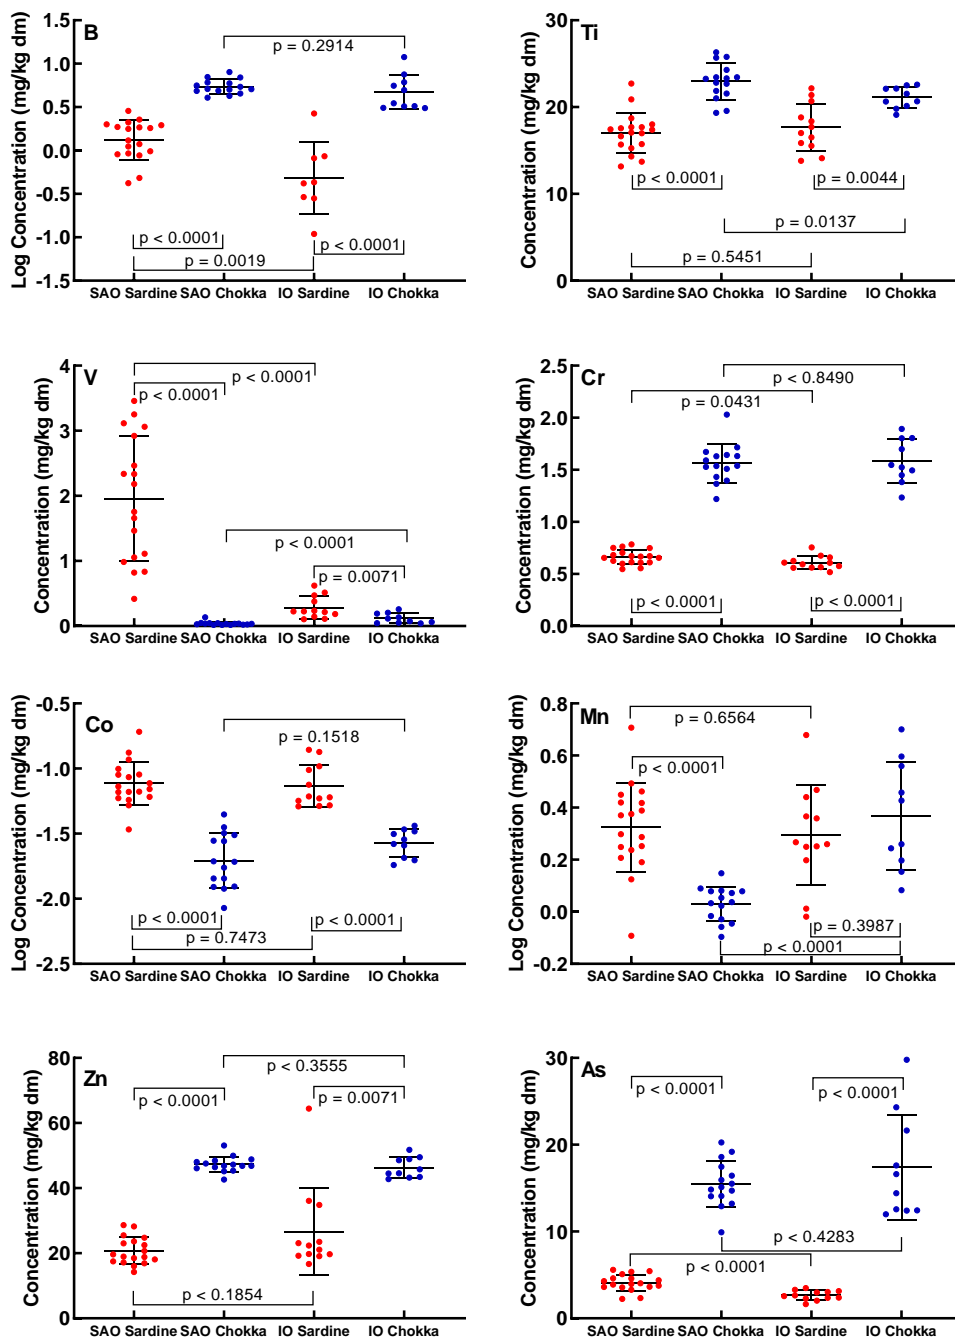 B
Log Concentration (mg/kg dm)
1.5
1.0
0.5
0.0
-0.5
-1.0
-1.5
p = 0.2914
p < 0.0001
p < 0.0001
p = 0.0019
SAO Sardine SAO Chokka IO Sardine IO Chokka
Ti
Concentration (mg/kg dm)
30
20
10
0
p < 0.0001
p = 0.0044
p = 0.0137
p = 0.5451
SAO Sardine SAO Chokka IO Sardine IO Chokka
V
Concentration (mg/kg dm)
4
3
2
1
0
p < 0.0001
p < 0.0001
p < 0.0001
p = 0.0071
SAO Sardine SAO Chokka IO Sardine IO Chokka
Cr
Concentration (mg/kg dm)
2.5
2.0
1.5
1.0
0.5
0.0
p < 0.8490
p = 0.0431
p < 0.0001
p < 0.0001
SAO Sardine SAO Chokka IO Sardine IO Chokka
Co
Log Concentration (mg/kg dm)
-0.5
-1.0
-1.5
-2.0
-2.5
p = 0.1518
p < 0.0001
p < 0.0001
p = 0.7473
SAO Sardine SAO Chokka IO Sardine IO Chokka
Mn
Log Concentration (mg/kg dm)
0.8
0.6
0.4
0.2
0.0
-0.2
p = 0.6564
p < 0.0001
p = 0.3987
p < 0.0001
SAO Sardine SAO Chokka IO Sardine IO Chokka
Zn
Concentration (mg/kg dm)
80
60
40
20
0
p < 0.3555
p < 0.0001
p = 0.0071
p < 0.1854
SAO Sardine SAO Chokka IO Sardine IO Chokka
As
Concentration (mg/kg dm)
30
20
10
0
p < 0.0001
p < 0.0001
p < 0.4283
p < 0.0001
SAO Sardine SAO Chokka IO Sardine IO Chokka